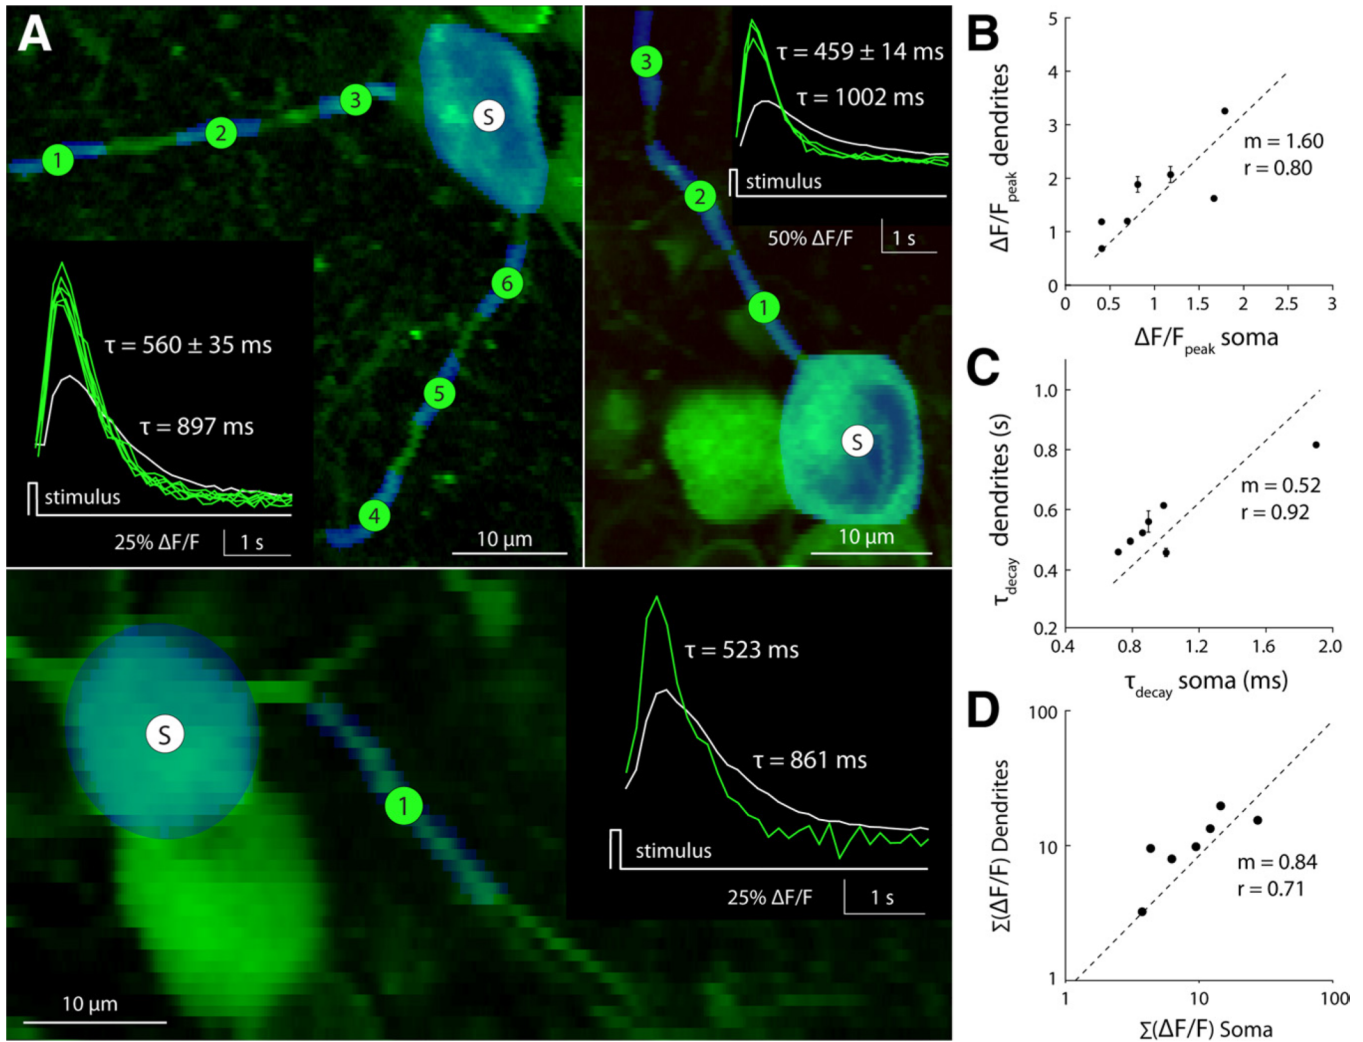 A
1
2
3
S
6
5
4
τ = 560 ± 35 ms
τ = 897 ms
stimulus
25% ΔF/F
1 s
10 μm
3
2
1
S
τ = 459 ± 14 ms
τ = 1002 ms
stimulus
50% ΔF/F
1 s
10 μm
S
1
τ = 523 ms
τ = 861 ms
stimulus
25% ΔF/F
1 s
10 μm
B
ΔF/Fpeak dendrites
5
4
3
2
1
0
m = 1.60
r = 0.80
0 0.5 1 1.5 2 2.5 3
ΔF/Fpeak soma
C
τdecay dendrites (s)
1.0
0.8
0.6
0.4
0.2
m = 0.52
r = 0.92
0.4 0.8 1.2 1.6 2.0
τdecay soma (ms)
D
Σ(ΔF/F) Dendrites
100
10
1
m = 0.84
r = 0.71
1 10 100
Σ(ΔF/F) Soma